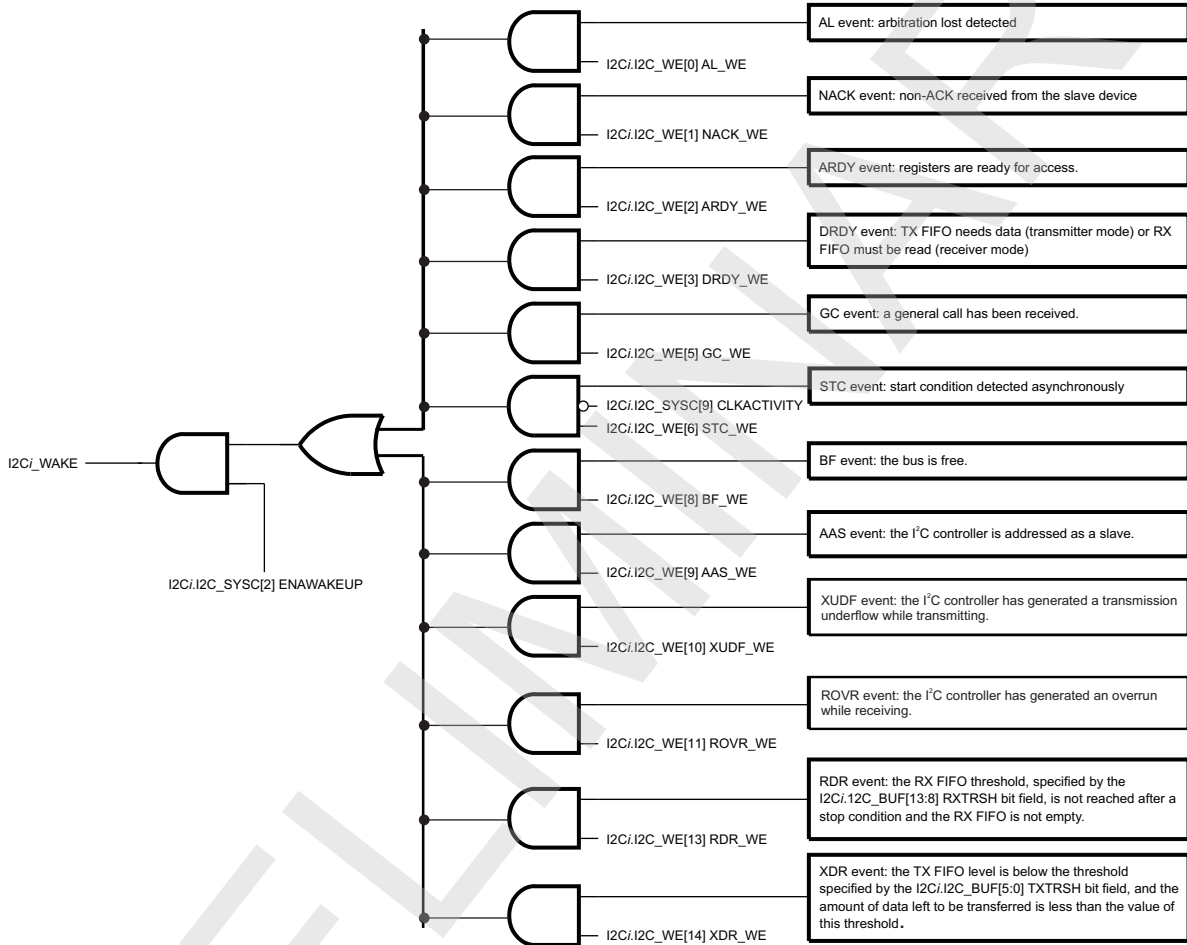 AL event: arbitration lost detected
I2Ci.I2C_WE[0] AL_WE
NACK event: non-ACK received from the slave device
I2Ci.I2C_WE[1] NACK_WE
ARDY event: registers are ready for access.
I2Ci.I2C_WE[2] ARDY_WE
DRDY event: TX FIFO needs data (transmitter mode) or RX
FIFO must be read (receiver mode)
I2Ci.I2C_WE[3] DRDY_WE
GC event: a general call has been received.
I2Ci.I2C_WE[5] GC_WE
STC event: start condition detected asynchronously
I2Ci.I2C_SYSC[9] CLKACTIVITY
I2Ci.I2C_WE[6] STC_WE
I2Ci_WAKE
BF event: the bus is free.
I2Ci.I2C_WE[8] BF_WE
AAS event: the I²C controller is addressed as a slave.
I2Ci.I2C_WE[9] AAS_WE
I2Ci.I2C_SYSC[2] ENAWAKEUP
XUDF event: the I²C controller has generated a transmission
underflow while transmitting.
I2Ci.I2C_WE[10] XUDF_WE
ROVR event: the I²C controller has generated an overrun
while receiving.
I2Ci.I2C_WE[11] ROVR_WE
RDR event: the RX FIFO threshold, specified by the
I2Ci.12C_BUF[13:8] RXTRSH bit field, is not reached after a
stop condition and the RX FIFO is not empty.
I2Ci.I2C_WE[13] RDR_WE
XDR event: the TX FIFO level is below the threshold
specified by the I2Ci.I2C_BUF[5:0] TXTRSH bit field, and the
amount of data left to be transferred is less than the value of
this threshold.
I2Ci.I2C_WE[14] XDR_WE
ELIMINAR